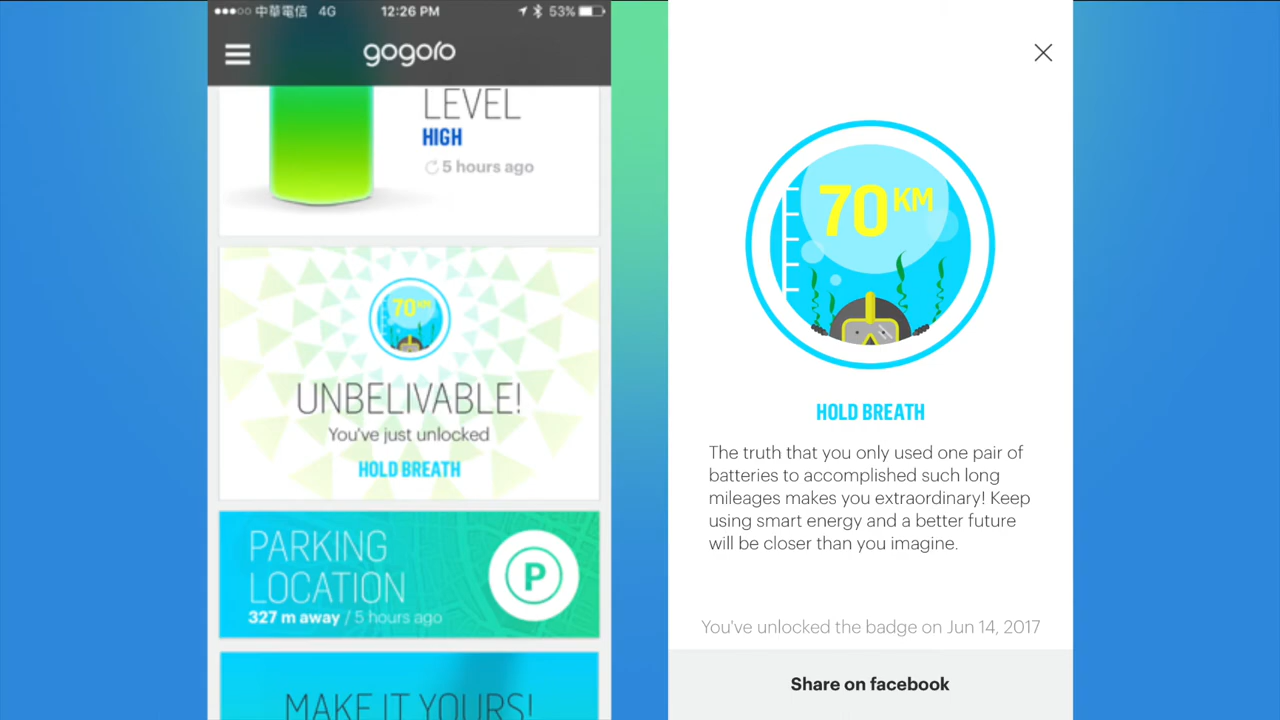 中華電信 4G 12:26 PM 53%
gogoro
LEVEL
HIGH
5 hours ago
70KM
UNBELIVABLE!
You've just unlocked
HOLD BREATH
PARKING
LOCATION
327 m away / 5 hours ago
P
MAKE IT YOURS!
70KM
HOLD BREATH
The truth that you only used one pair of
batteries to accomplished such long
mileages makes you extraordinary! Keep
using smart energy and a better future
will be closer than you imagine.
You've unlocked the badge on Jun 14, 2017
Share on facebook